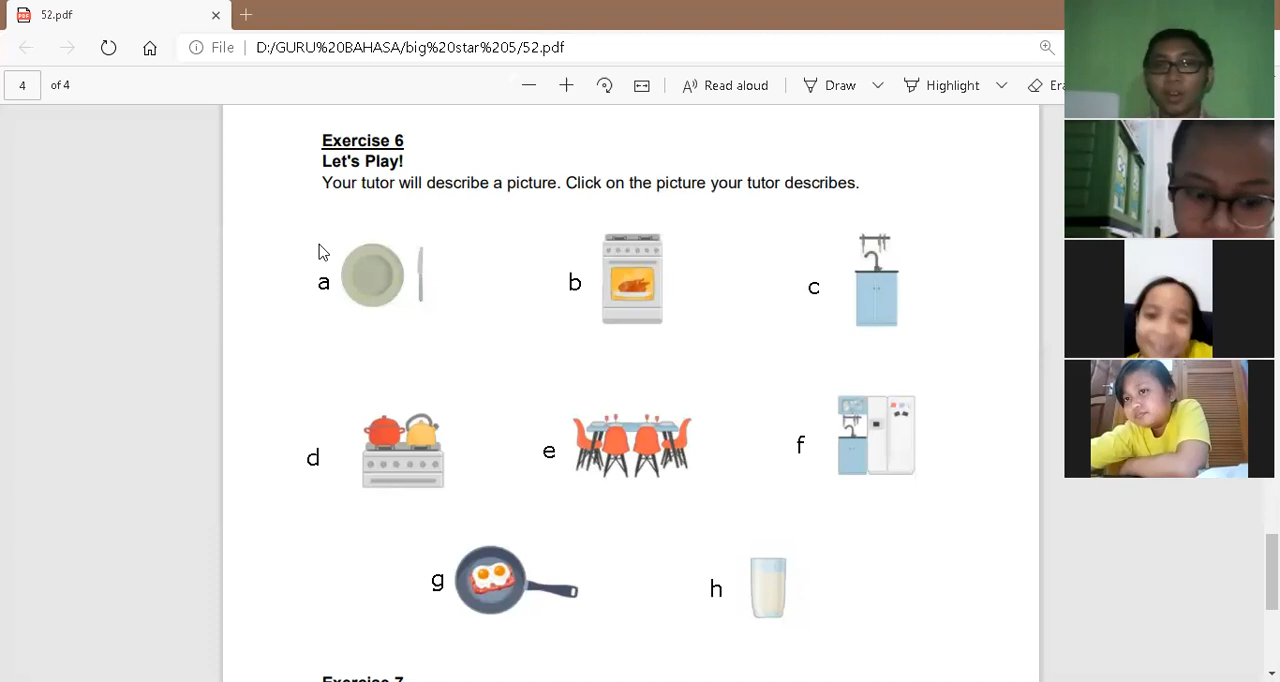 52.pdf
File D:/GURU%20BAHASA/big%20star%205/52.pdf
4 of 4 Read aloud Draw Highlight
Exercise 6
Let's Play!
Your tutor will describe a picture. Click on the picture your tutor describes.
a b c
d e f
g h